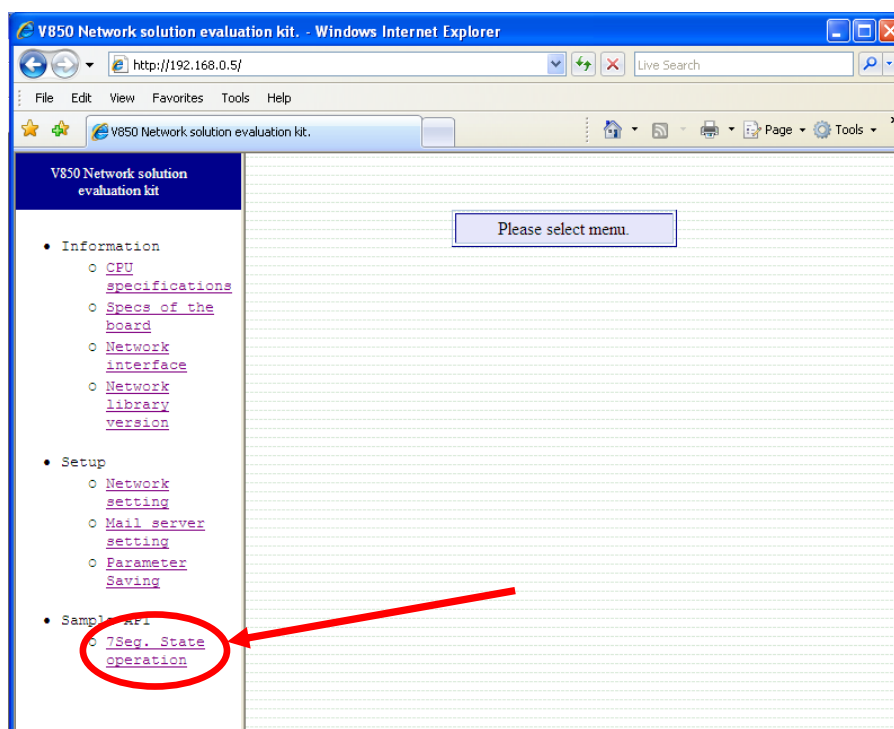 V850 Network solution evaluation kit. - Windows Internet Explorer
http://192.168.0.5/
Live Search
File Edit View Favorites Tools Help
V850 Network solution evaluation kit.
Page Tools
V850 Network solution
evaluation kit
Please select menu.
Information
CPU
specifications
Specs of the
board
Network
interface
Network
library
version
Setup
Network
setting
Mail server
setting
Parameter
Saving
Sample API
7Seg. State
operation